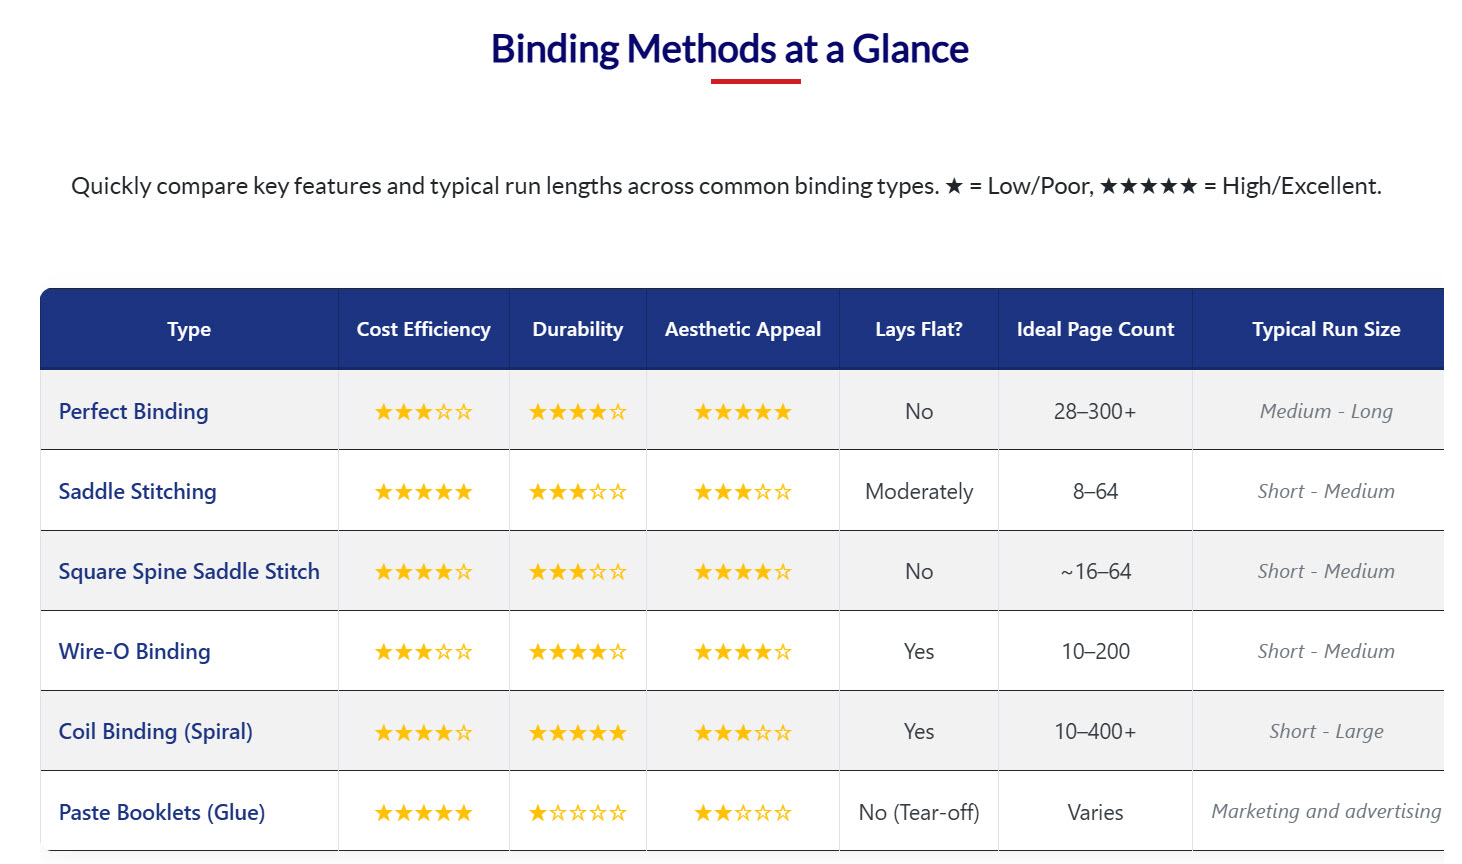 Binding Methods at a Glance
Quickly compare key features and typical run lengths across common binding types. ★ = Low/Poor, ★★★★★ = High/Excellent.
Type Cost Efficiency Durability Aesthetic Appeal Lays Flat? Ideal Page Count Typical Run Size
Perfect Binding ★★★☆☆ ★★★★☆ ★★★★★ No 28–300+ Medium - Long
Saddle Stitching ★★★★★ ★★★☆☆ ★★★☆☆ Moderately 8–64 Short - Medium
Square Spine Saddle Stitch ★★★★☆ ★★★☆☆ ★★★★☆ No ~16–64 Short - Medium
Wire-O Binding ★★★☆☆ ★★★★☆ ★★★★☆ Yes 10–200 Short - Medium
Coil Binding (Spiral) ★★★★☆ ★★★★★ ★★★☆☆ Yes 10–400+ Short - Large
Paste Booklets (Glue) ★★★★★ ★☆☆☆☆ ★★☆☆☆ No (Tear-off) Varies Marketing and advertising